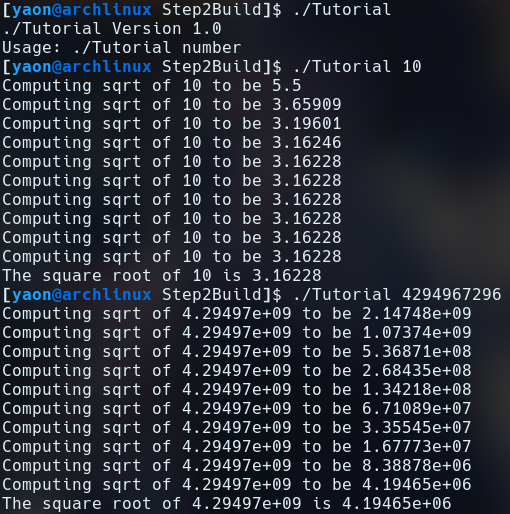 [yaon@archlinux Step2Build]$ ./Tutorial
./Tutorial Version 1.0
Usage: ./Tutorial number
[yaon@archlinux Step2Build]$ ./Tutorial 10
Computing sqrt of 10 to be 5.5
Computing sqrt of 10 to be 3.65909
Computing sqrt of 10 to be 3.19601
Computing sqrt of 10 to be 3.16246
Computing sqrt of 10 to be 3.16228
Computing sqrt of 10 to be 3.16228
Computing sqrt of 10 to be 3.16228
Computing sqrt of 10 to be 3.16228
Computing sqrt of 10 to be 3.16228
Computing sqrt of 10 to be 3.16228
The square root of 10 is 3.16228
[yaon@archlinux Step2Build]$ ./Tutorial 4294967296
Computing sqrt of 4.29497e+09 to be 2.14748e+09
Computing sqrt of 4.29497e+09 to be 1.07374e+09
Computing sqrt of 4.29497e+09 to be 5.36871e+08
Computing sqrt of 4.29497e+09 to be 2.68435e+08
Computing sqrt of 4.29497e+09 to be 1.34218e+08
Computing sqrt of 4.29497e+09 to be 6.71089e+07
Computing sqrt of 4.29497e+09 to be 3.35545e+07
Computing sqrt of 4.29497e+09 to be 1.67773e+07
Computing sqrt of 4.29497e+09 to be 8.38878e+06
Computing sqrt of 4.29497e+09 to be 4.19465e+06
The square root of 4.29497e+09 is 4.19465e+06